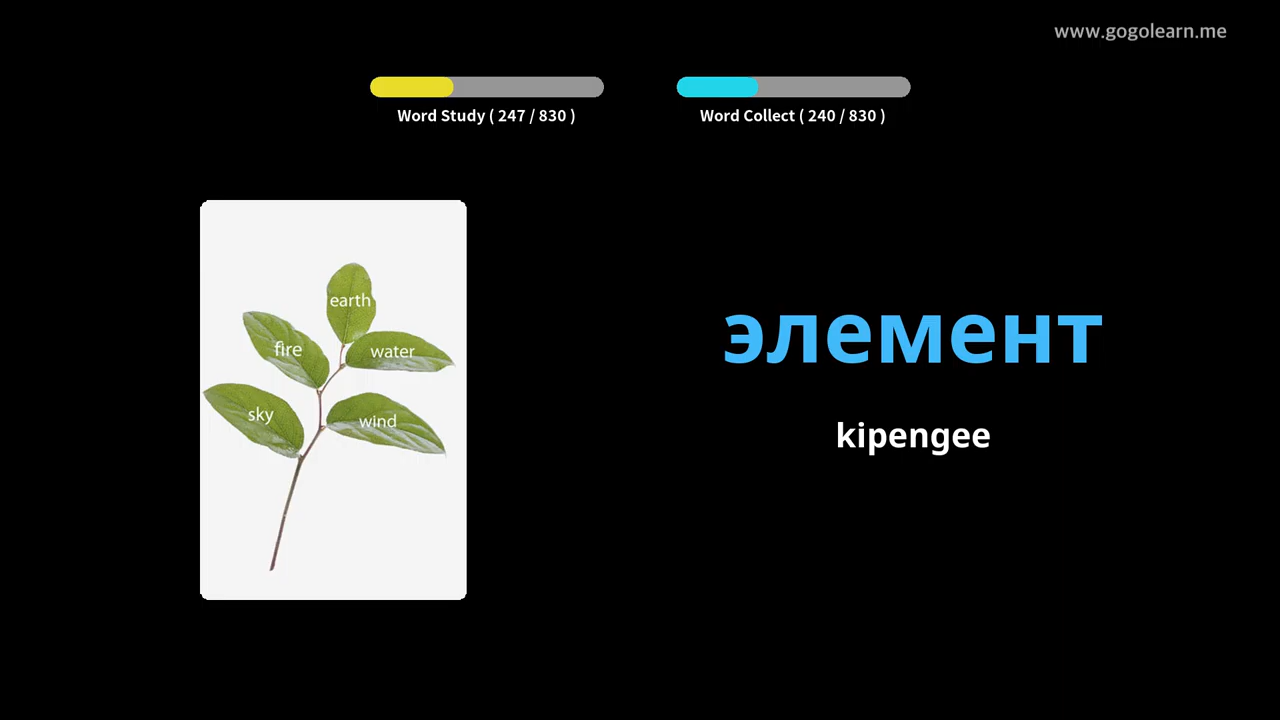 www.gogolearn.me
Word Study ( 247 / 830 )
Word Collect ( 240 / 830 )
earth
fire
water
sky
wind
элемент
kipengee